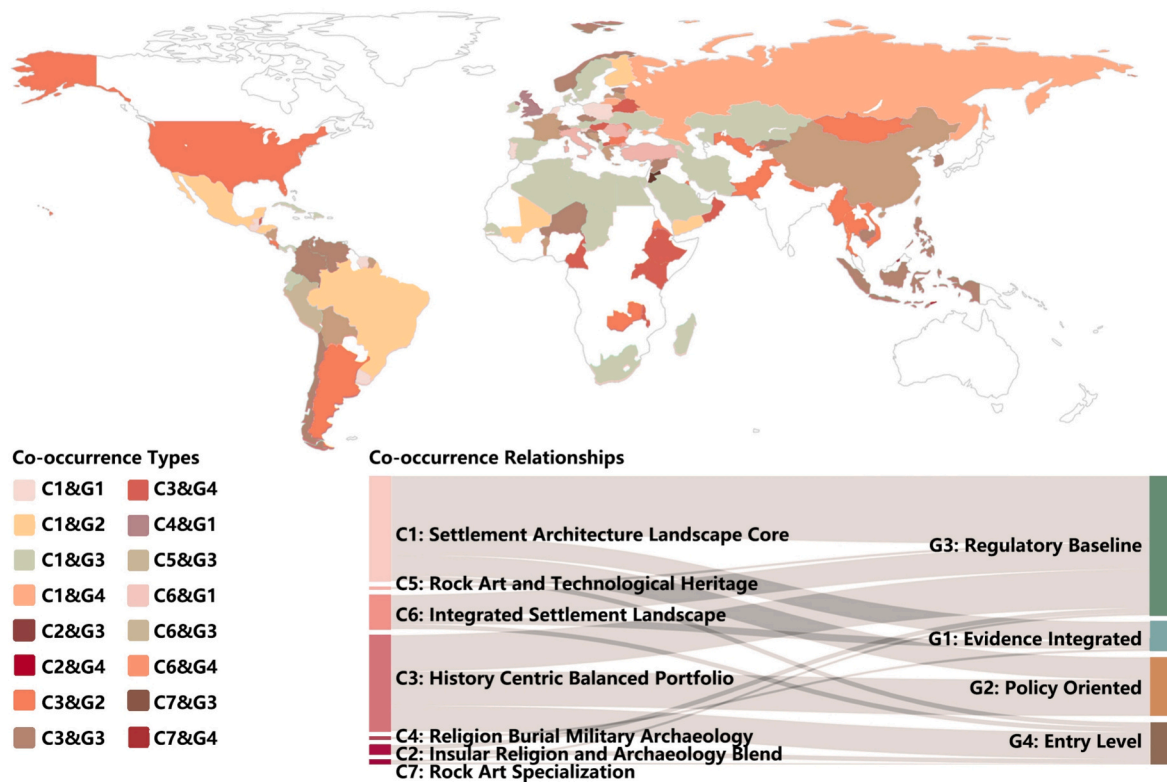 Co-occurrence Types
C1&G1
C3&G4
C1&G2
C4&G1
C1&G3
C5&G3
C1&G4
C6&G1
C2&G3
C6&G3
C2&G4
C6&G4
C3&G2
C7&G3
C3&G3
C7&G4
Co-occurrence Relationships
C1: Settlement Architecture Landscape Core
C5: Rock Art and Technological Heritage
C6: Integrated Settlement Landscape
C3: History Centric Balanced Portfolio
C4: Religion Burial Military Archaeology
C2: Insular Religion and Archaeology Blend
C7: Rock Art Specialization
G3: Regulatory Baseline
G1: Evidence Integrated
G2: Policy Oriented
G4: Entry Level